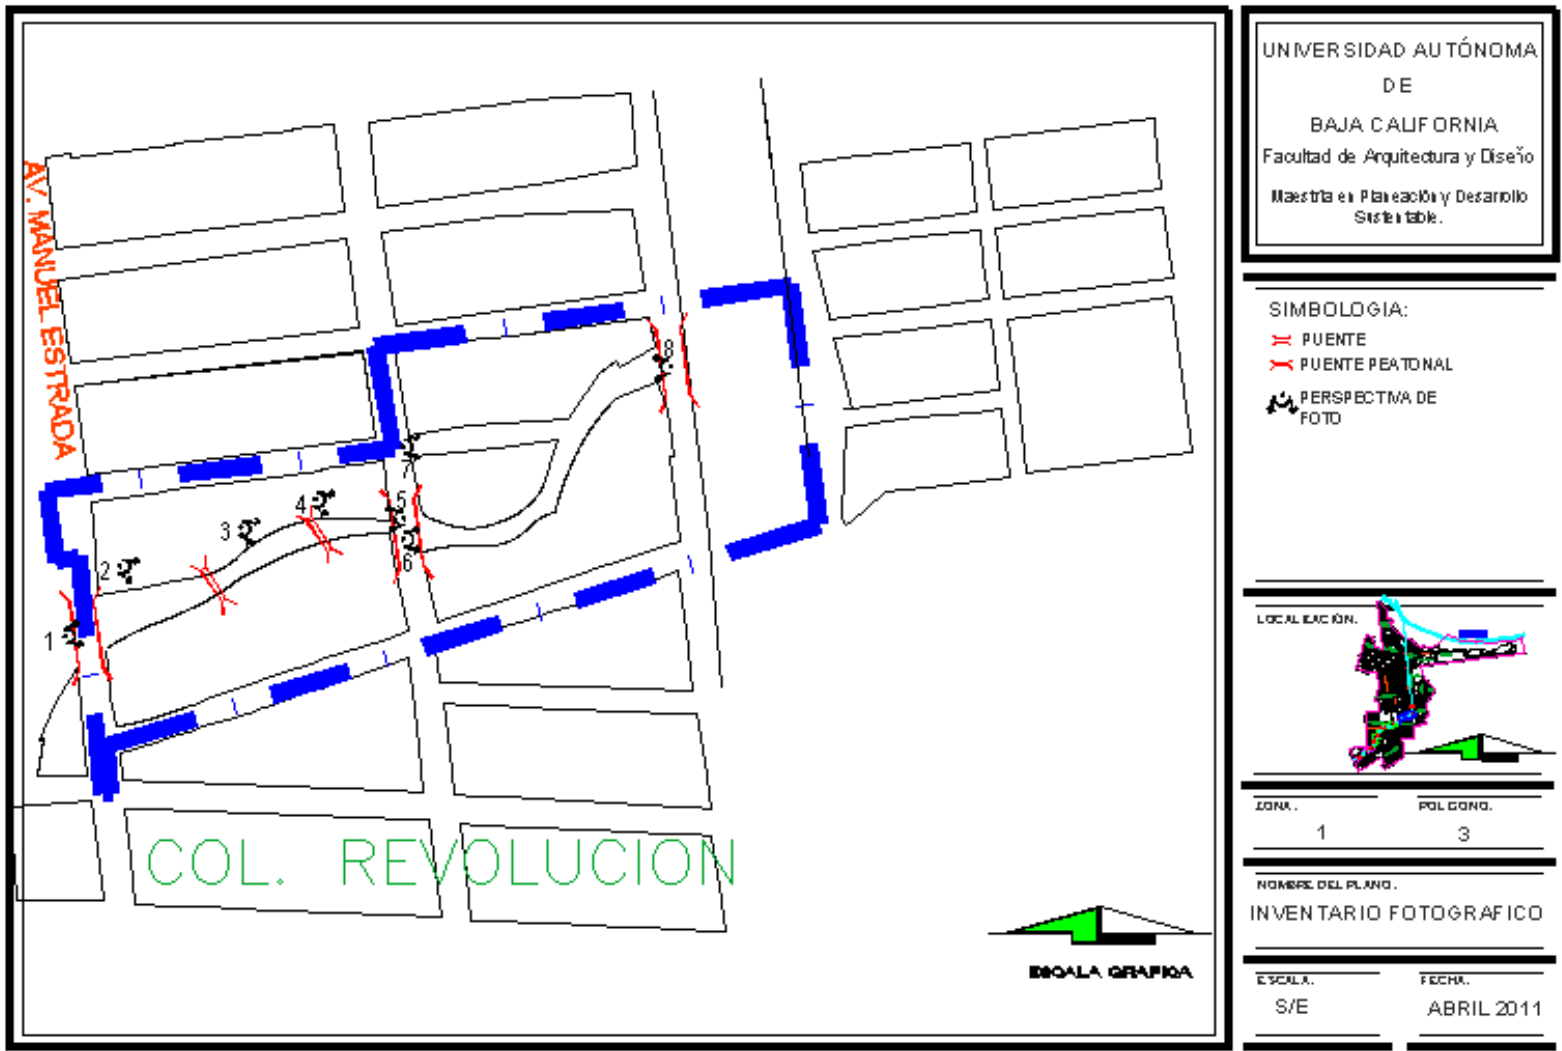 AV. MANUEL ESTRADA
1
2
3
4
5
6
7
8
COL. REVOLUCION
ESCALA GRAFICA
UNIVERSIDAD AUTÓNOMA
DE
BAJA CALIFORNIA
Facultad de Arquitectura y Diseño
Maestría en Planeación y Desarrollo
Sustentable.
SIMBOLOGIA:
PUENTE
PUENTE PEATONAL
PERSPECTIVA DE
FOTO
LOCALIZACIÓN.
ZONA.
POLIGONO.
1
3
NOMBRE DEL PLANO.
INVENTARIO FOTOGRAFICO
ESCALA.
FECHA.
S/E
ABRIL 2011